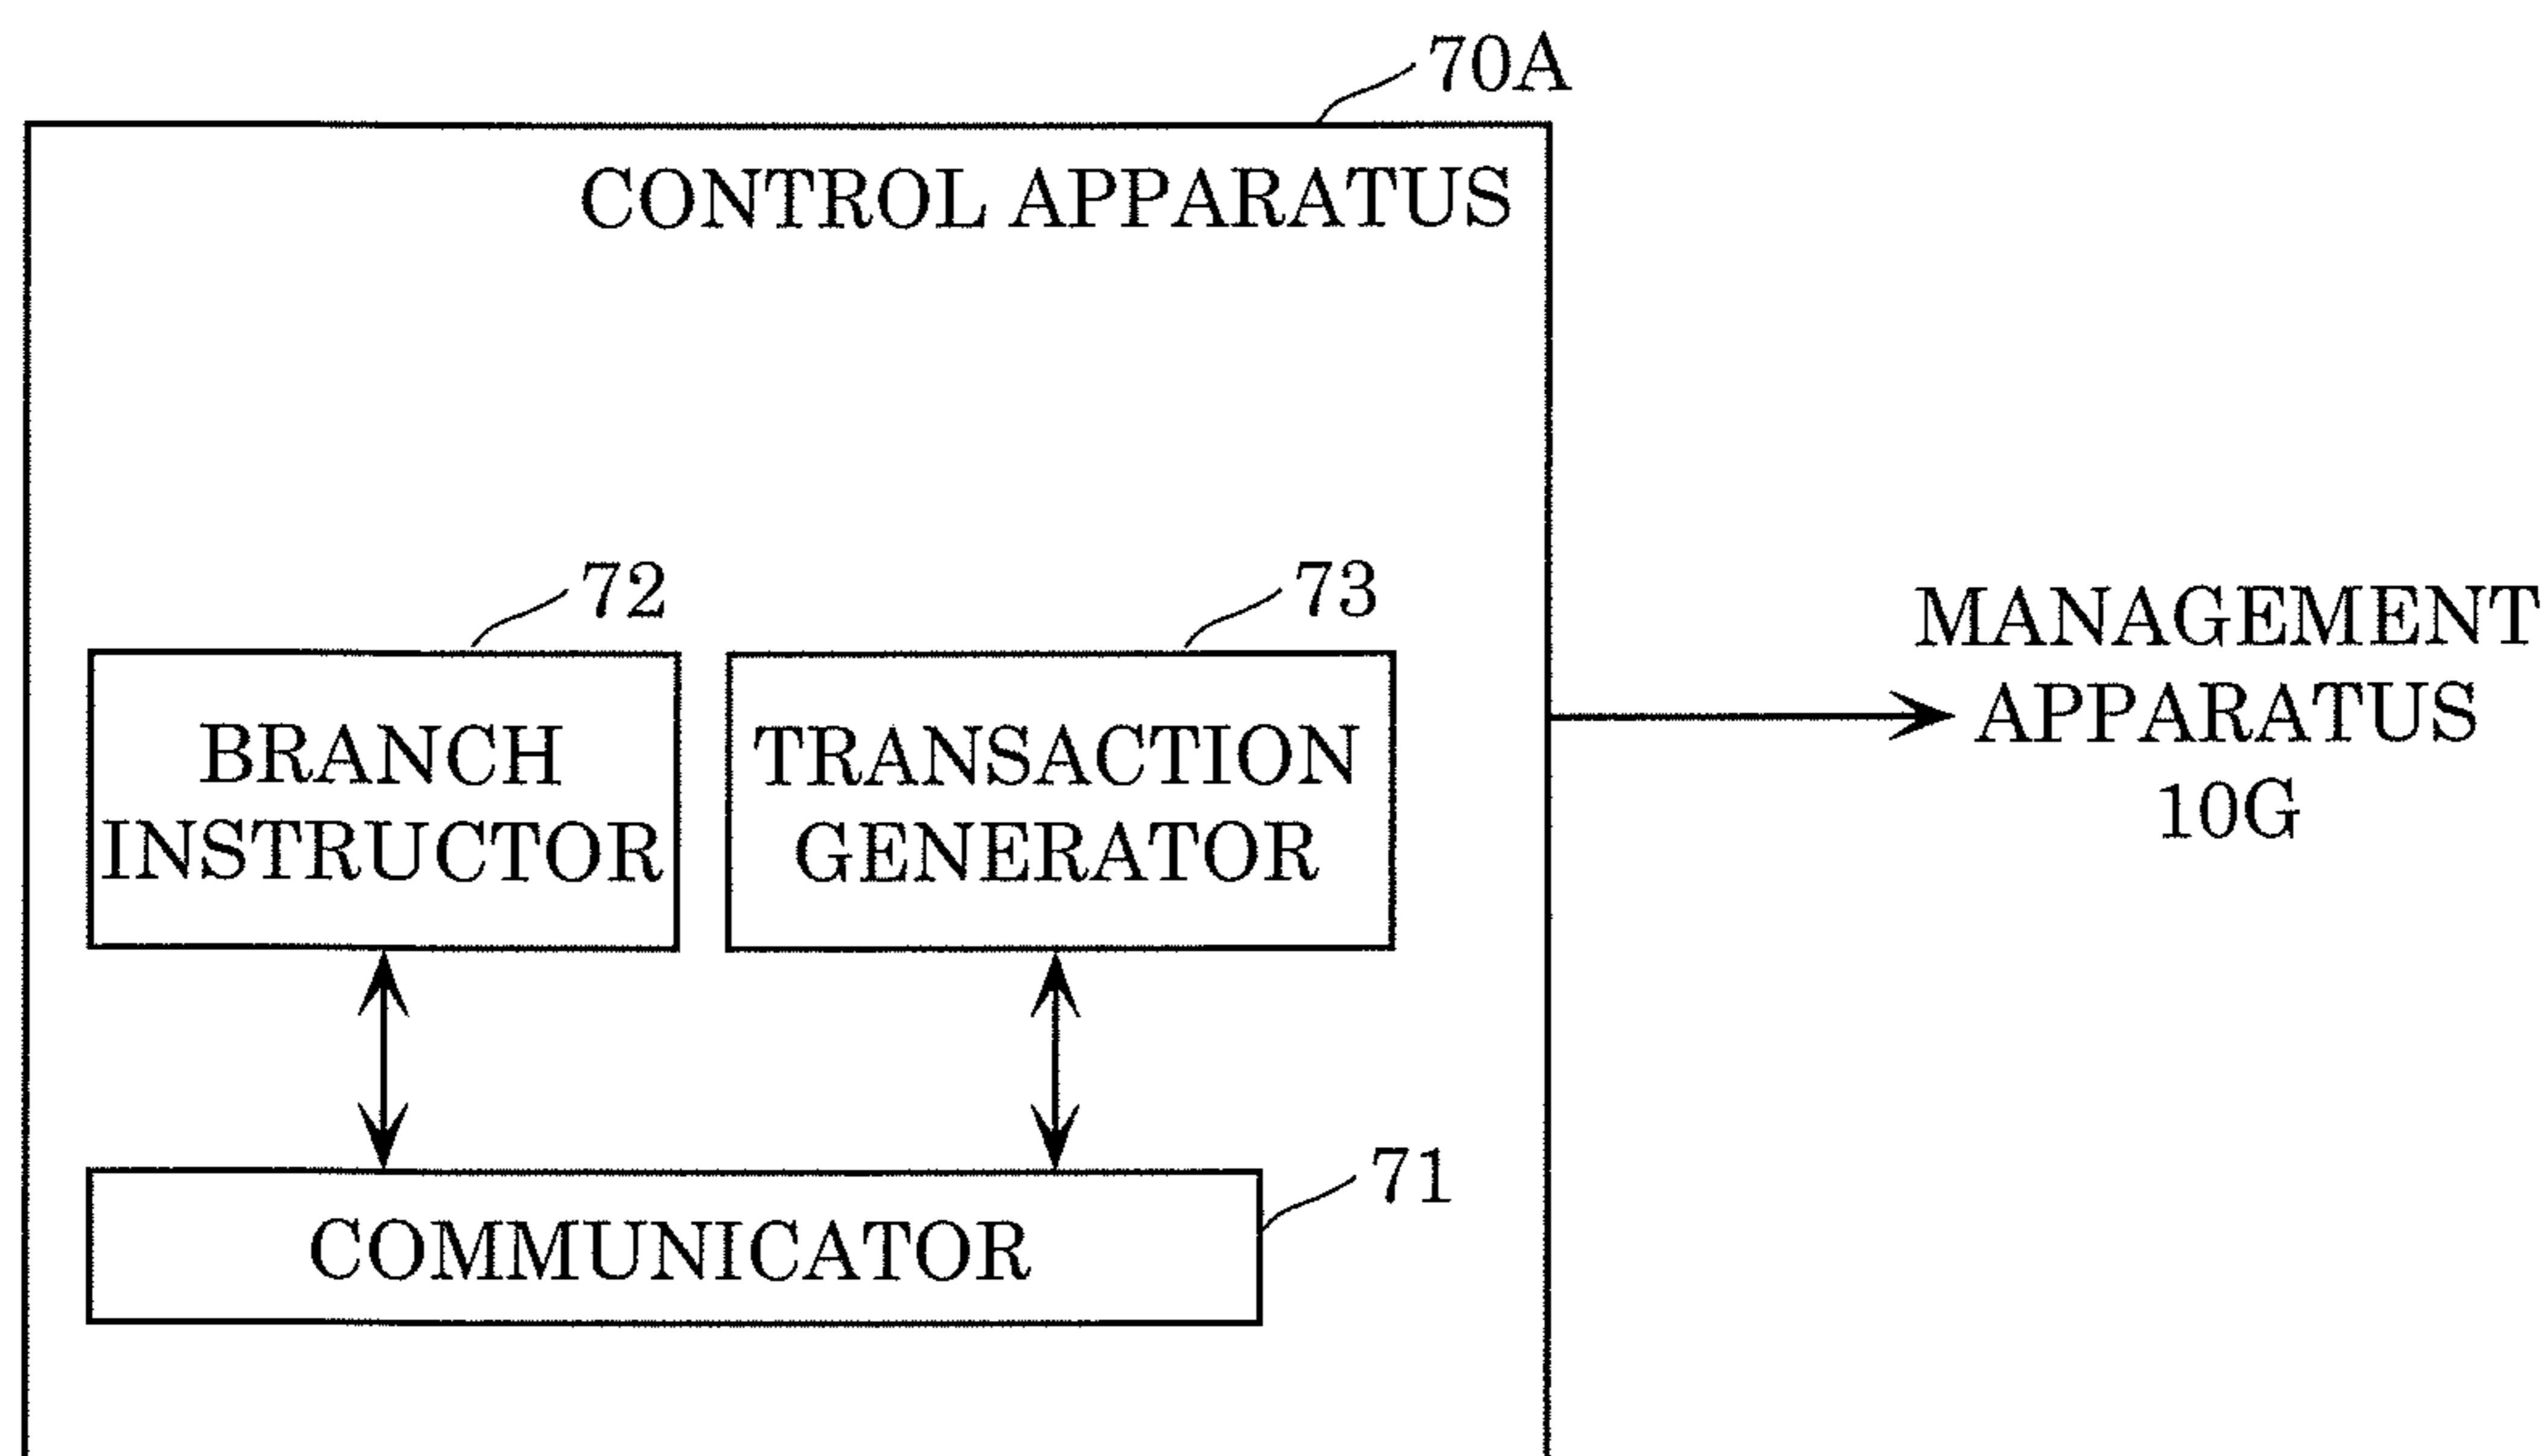 70A
CONTROL APPARATUS
72
73
BRANCH
INSTRUCTOR
TRANSACTION
GENERATOR
MANAGEMENT
APPARATUS
10G
71
COMMUNICATOR